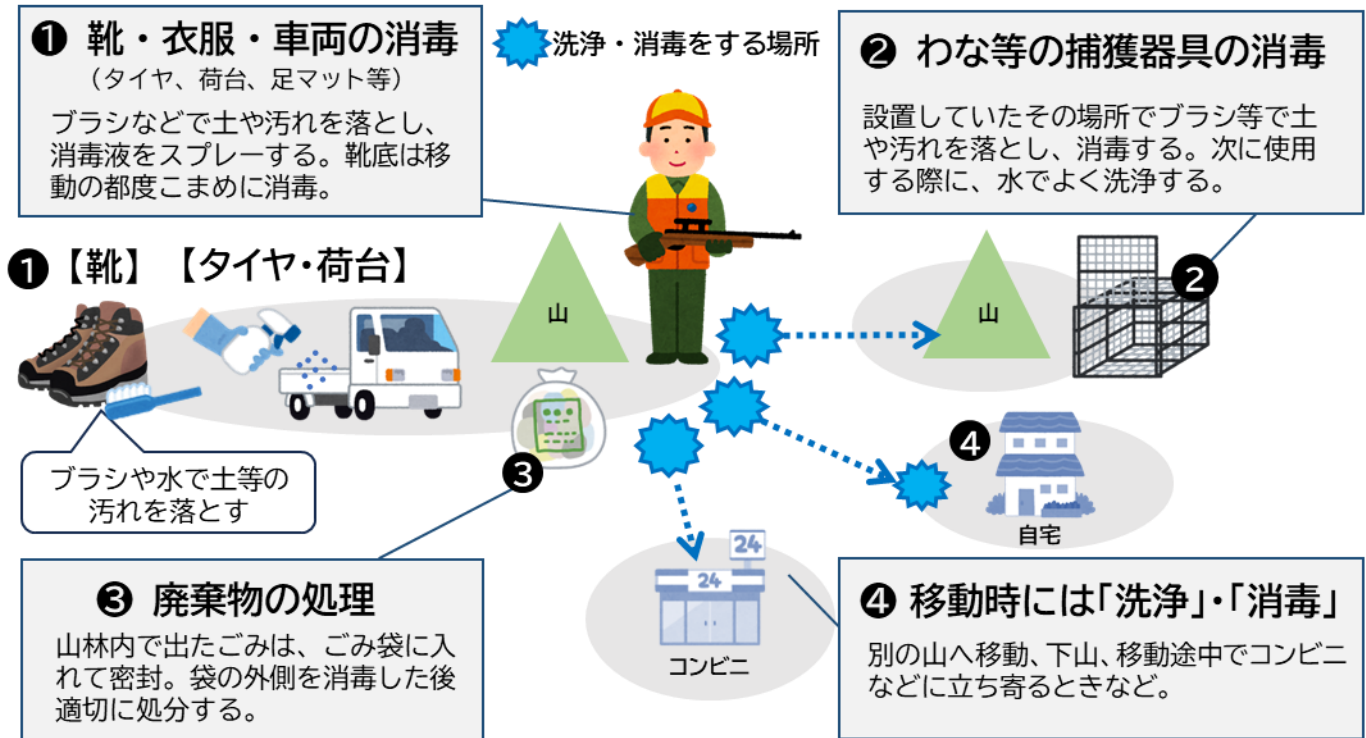 ❶ 靴・衣服・車両の消毒
（タイヤ、荷台、足マット等）
ブラシなどで土や汚れを落とし、
消毒液をスプレーする。靴底は移
動の都度こまめに消毒。
洗浄・消毒をする場所
❷ わな等の捕獲器具の消毒
設置していたその場所でブラシ等で土
や汚れを落とし、消毒する。次に使用
する際に、水でよく洗浄する。
❶【靴】【タイヤ・荷台】
山
山
❷
ブラシや水で土等の
汚れを落とす
❸
❹
自宅
24
24
コンビニ
❸ 廃棄物の処理
山林内で出たごみは、ごみ袋に入
れて密封。袋の外側を消毒した後
適切に処分する。
❹ 移動時には「洗浄」・「消毒」
別の山へ移動、下山、移動途中でコンビニ
などに立ち寄るときなど。